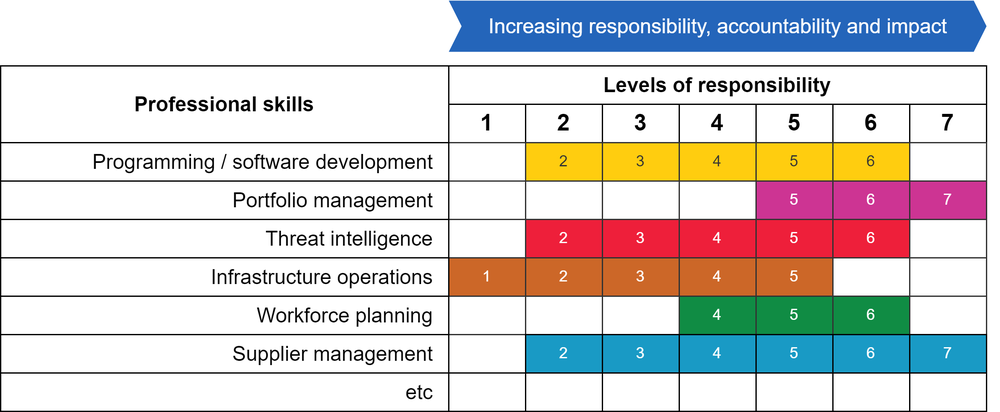 Increasing responsibility, accountability and impact
Professional skills
Levels of responsibility
1 2 3 4 5 6 7
Programming / software development 2 3 4 5 6
Portfolio management 5 6 7
Threat intelligence 2 3 4 5 6
Infrastructure operations 1 2 3 4 5
Workforce planning 4 5 6
Supplier management 2 3 4 5 6 7
etc